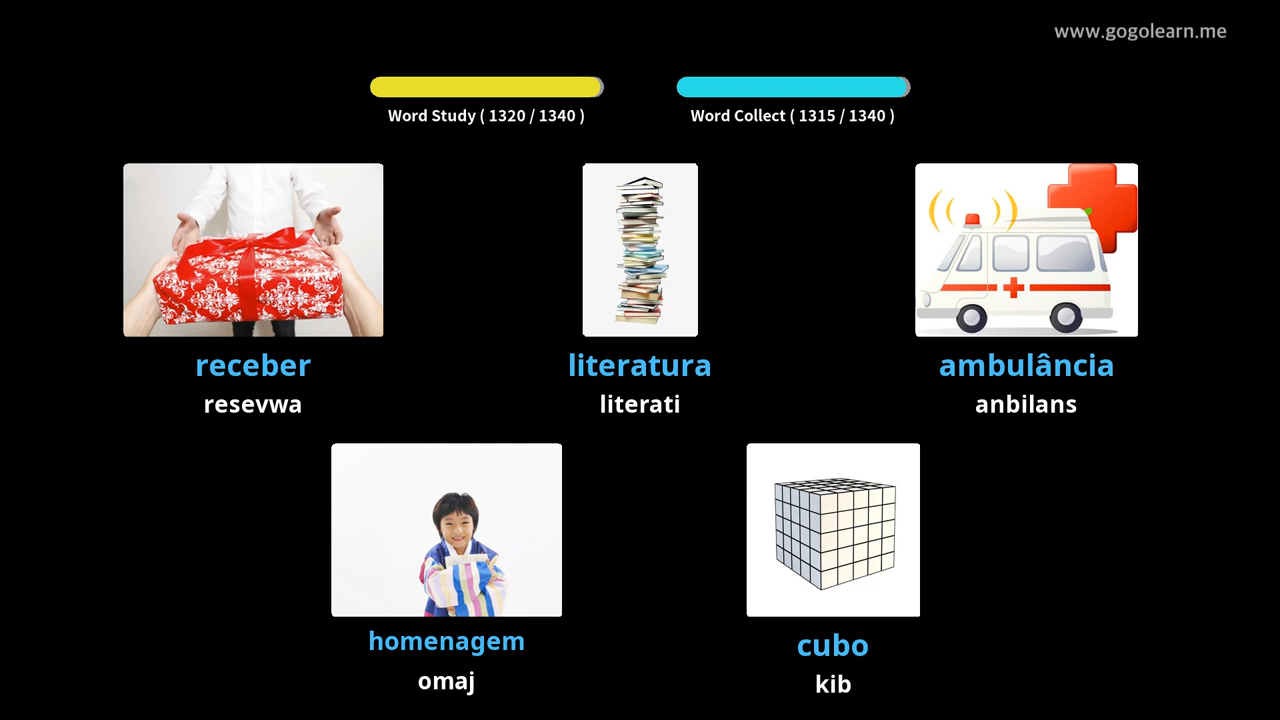 www.gogolearn.me
Word Study ( 1320 / 1340 )
Word Collect ( 1315 / 1340 )
receber
resevwa
literatura
literati
ambulância
anbilans
homenagem
omaj
cubo
kib